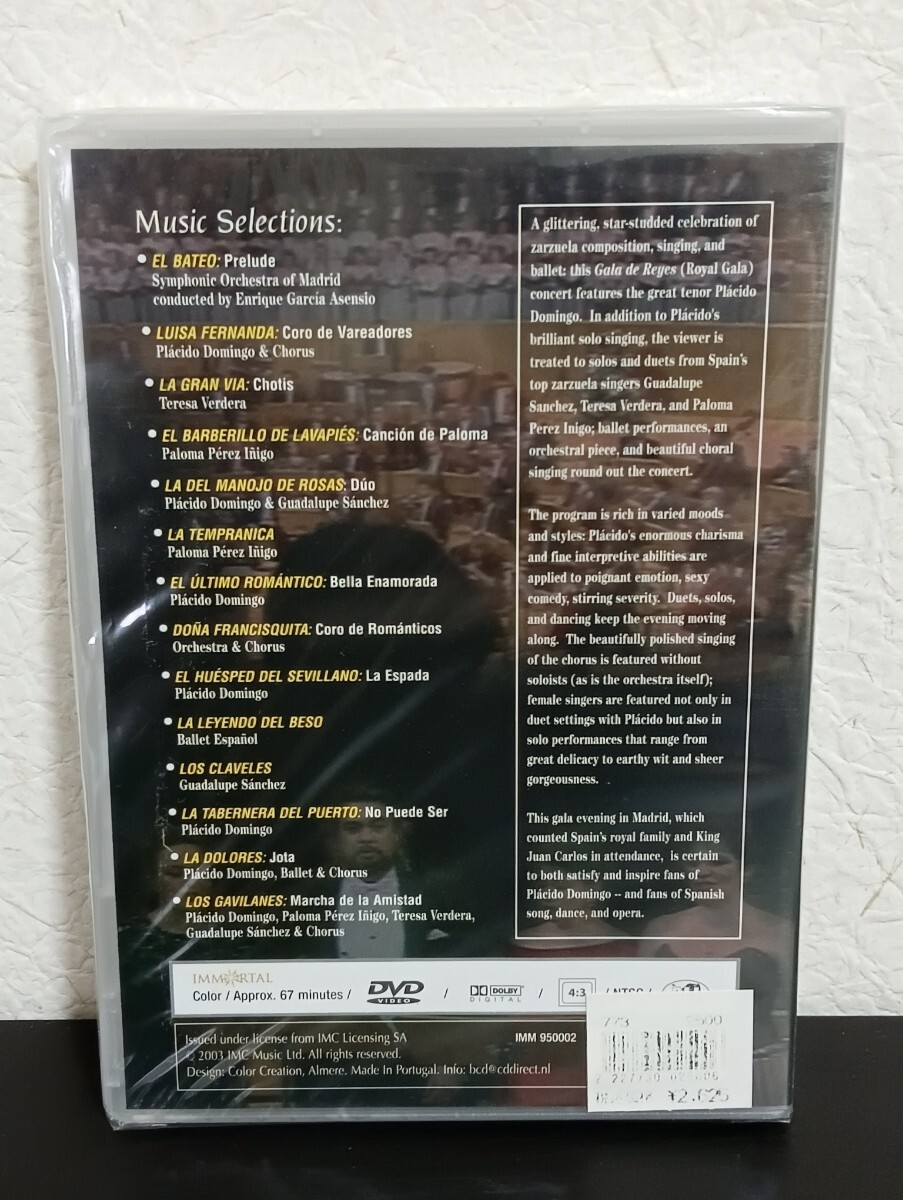 Music Selections:
EL BATEO: Prelude
Symphonic Orchestra of Madrid
conducted by Enrique García Asensio
LUISA FERNANDA: Coro de Vareadores
Plácido Domingo & Chorus
LA GRAN VIA: Chotis
Teresa Verdera
EL BARBERILLO DE LAVAPIÉS: Canción de Paloma
Paloma Pérez Iñigo
LA DEL MANOJO DE ROSAS: Dúo
Plácido Domingo & Guadalupe Sánchez
LA TEMPRANICA
Paloma Pérez Iñigo
EL ÚLTIMO ROMÁNTICO: Bella Enamorada
Plácido Domingo
DOÑA FRANCISQUITA: Coro de Románticos
Orchestra & Chorus
EL HUÉSPED DEL SEVILLANO: La Espada
Plácido Domingo
LA LEYENDO DEL BESO
Ballet Español
LOS CLAVELES
Guadalupe Sánchez
LA TABERNERA DEL PUERTO: No Puede Ser
Plácido Domingo
LA DOLORES: Jota
Plácido Domingo, Ballet & Chorus
LOS GAVILANES: Marcha de la Amistad
Plácido Domingo, Paloma Pérez Iñigo, Teresa Verdera,
Guadalupe Sánchez & Chorus
A glittering, star-studded celebration of
zarzuela composition, singing, and
ballet: this Gala de Reyes (Royal Gala)
concert features the great tenor Plácido
Domingo. In addition to Plácido's
brilliant solo singing, the viewer is
treated to solos and duets from Spain's
top zarzuela singers Guadalupe
Sanchez, Teresa Verdera, and Paloma
Perez Inigo; ballet performances, an
orchestral piece, and beautiful choral
singing round out the concert.
The program is rich in varied moods
and styles: Plácido's enormous charisma
and fine interpretive abilities are
applied to poignant emotion, sexy
comedy, stirring severity. Duets, solos,
and dancing keep the evening moving
along. The beautifully polished singing
of the chorus is featured without
soloists (as is the orchestra itself);
female singers are featured not only in
duet settings with Plácido but also in
solo performances that range from
great delicacy to earthy wit and sheer
gorgeousness.
This gala evening in Madrid, which
counted Spain's royal family and King
Juan Carlos in attendance, is certain
to both satisfy and inspire fans of
Plácido Domingo -- and fans of Spanish
song, dance, and opera.
IMMORTAL
Color / Approx. 67 minutes / DVD VIDEO / DOLBY DIGITAL / 4:3 / NTSC /
Issued under license from IMC Licensing SA
© 2003 IMC Music Ltd. All rights reserved.
Design: Color Creation, Almere. Made In Portugal. Info: bcd@cddirect.nl
IMM 950002
¥2,625